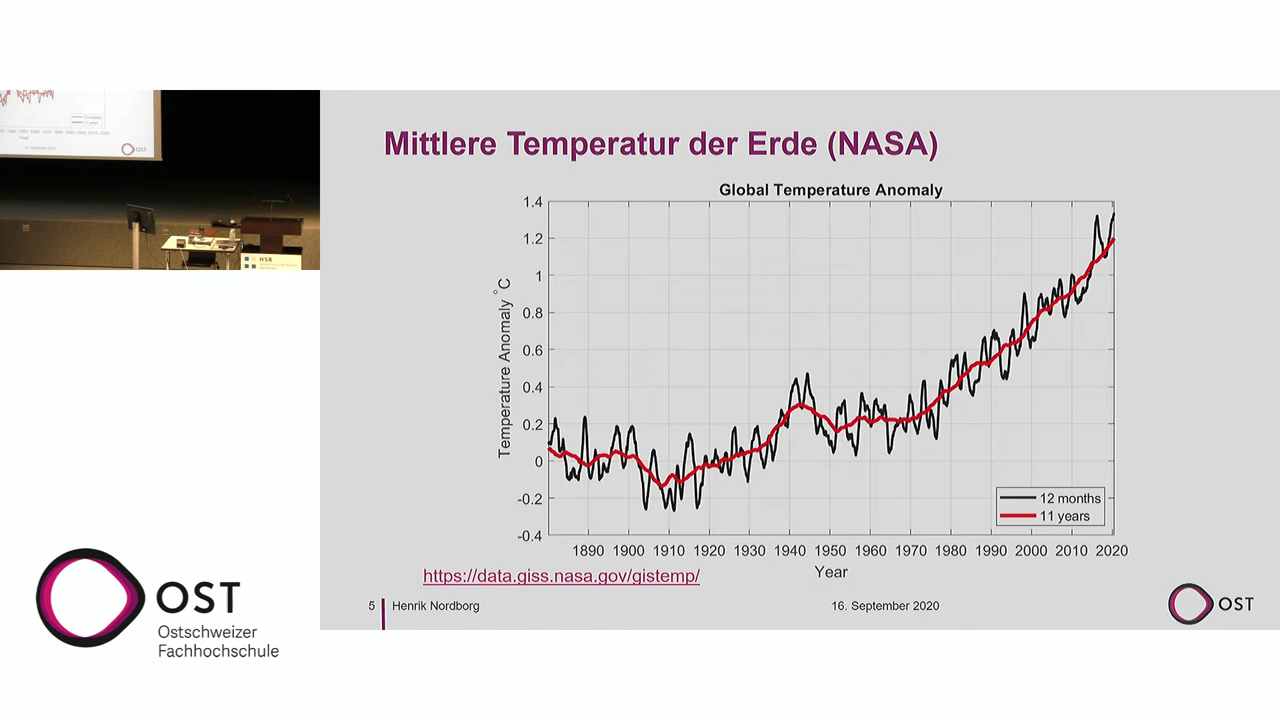 Mittlere Temperatur der Erde (NASA)
Global Temperature Anomaly
Temperature Anomaly °C
1.4
1.2
1
0.8
0.6
0.4
0.2
0
-0.2
-0.4
12 months
11 years
1890 1900 1910 1920 1930 1940 1950 1960 1970 1980 1990 2000 2010 2020
Year
https://data.giss.nasa.gov/gistemp/
5 Henrik Nordborg 16. September 2020
OST
HSR
OST
OST
Ostschweizer
Fachhochschule